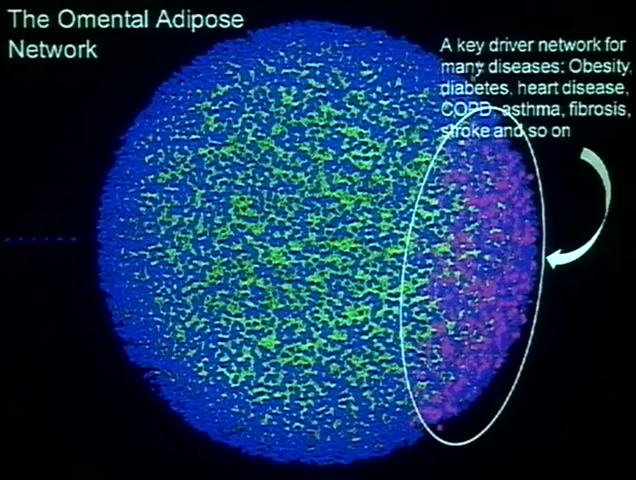 The Omental Adipose
Network
A key driver network for
many diseases: Obesity,
diabetes, heart disease,
COPD, asthma, fibrosis,
stroke and so on